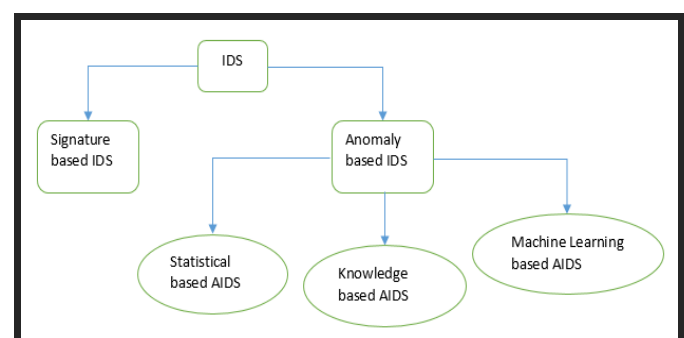 IDS
Signature
based IDS
Anomaly
based IDS
Statistical
based AIDS
Knowledge
based AIDS
Machine Learning
based AIDS